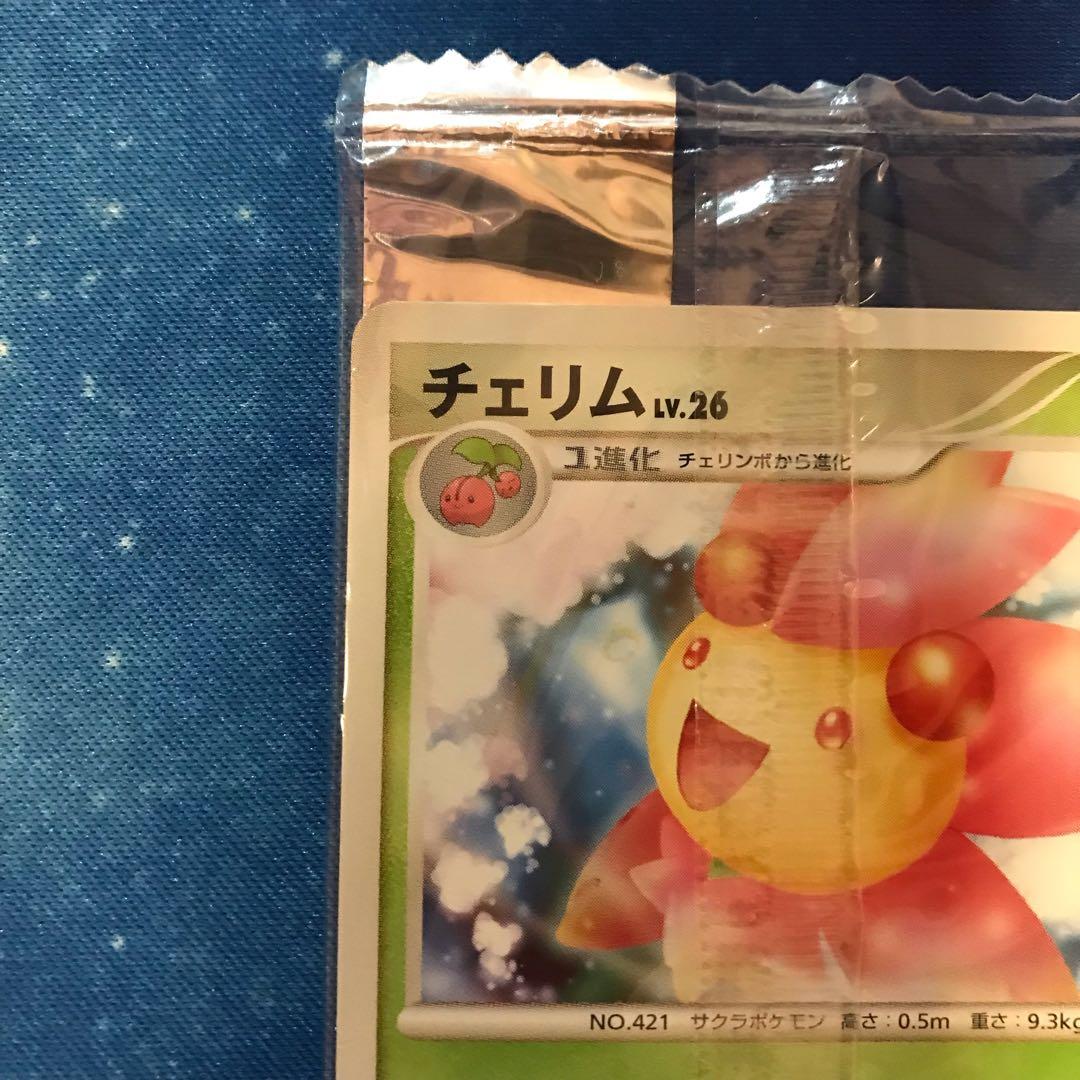 チェリム LV.26
1進化 チェリンボから進化
NO.421 サクラポケモン 高さ:0.5m 重さ:9.3kg